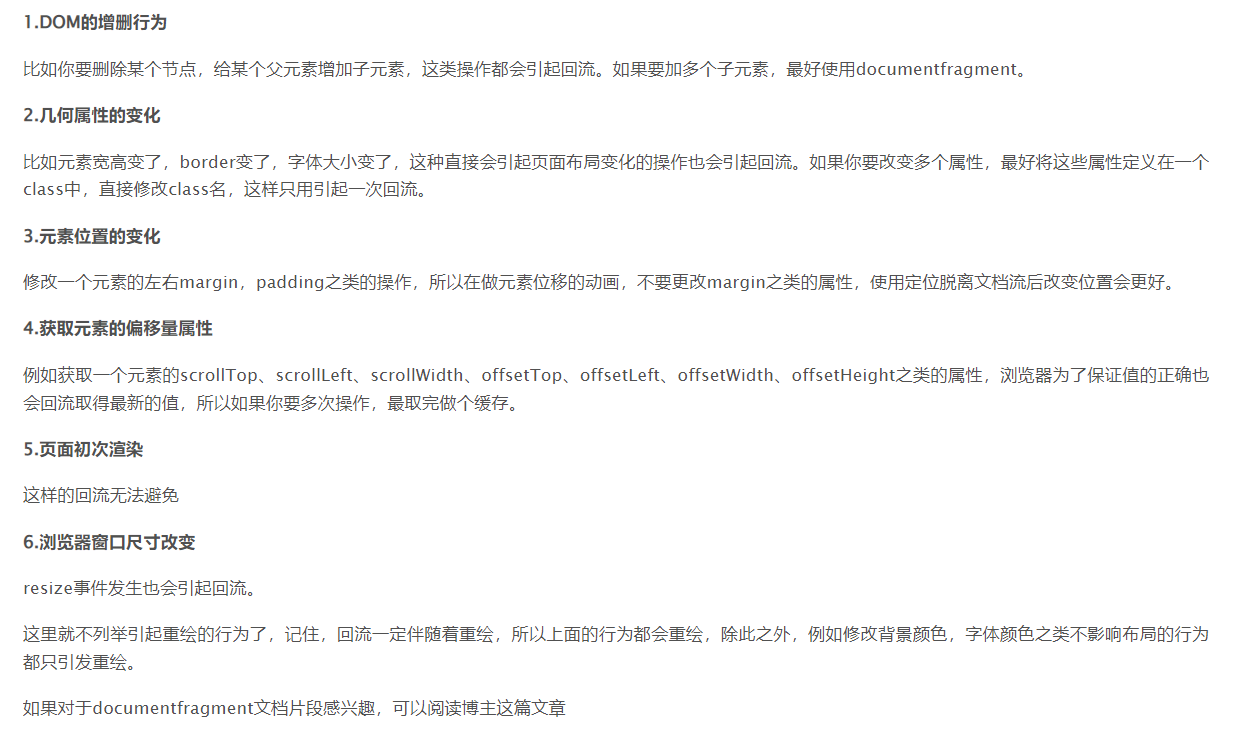 1.DOM的增删行为
比如你要删除某个节点，给某个父元素增加子元素，这类操作都会引起回流。如果要加多个子元素，最好使用documentfragment。
2.几何属性的变化
比如元素宽高变了，border变了，字体大小变了，这种直接会引起页面布局变化的操作也会引起回流。如果你要改变多个属性，最好将这些属性定义在一个
class中，直接修改class名，这样只用引起一次回流。
3.元素位置的变化
修改一个元素的左右margin，padding之类的操作，所以在做元素位移的动画，不要更改margin之类的属性，使用定位脱离文档流后改变位置会更好。
4.获取元素的偏移量属性
例如获取一个元素的scrollTop、scrollLeft、scrollWidth、offsetTop、offsetLeft、offsetWidth、offsetHeight之类的属性，浏览器为了保证值的正确也
会回流取得最新的值，所以如果你要多次操作，最取完做个缓存。
5.页面初次渲染
这样的回流无法避免
6.浏览器窗口尺寸改变
resize事件发生也会引起回流。
这里就不列举引起重绘的行为了，记住，回流一定伴随着重绘，所以上面的行为都会重绘，除此之外，例如修改背景颜色，字体颜色之类不影响布局的行为
都只引发重绘。
如果对于documentfragment文档片段感兴趣，可以阅读博主这篇文章